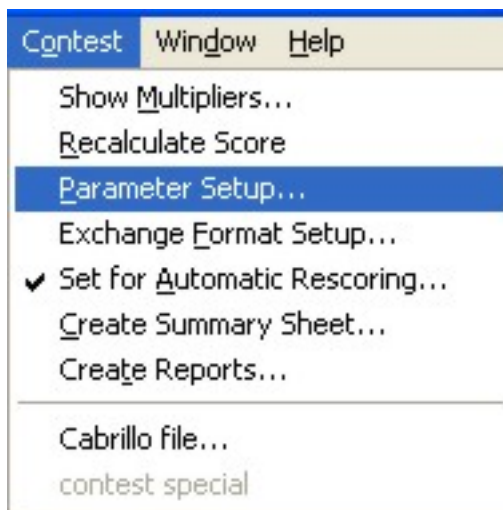 Contest Window Help
Show Multipliers...
Recalculate Score
Parameter Setup...
Exchange Format Setup...
Set for Automatic Rescoring...
Create Summary Sheet...
Create Reports...
Cabrillo file...
contest special